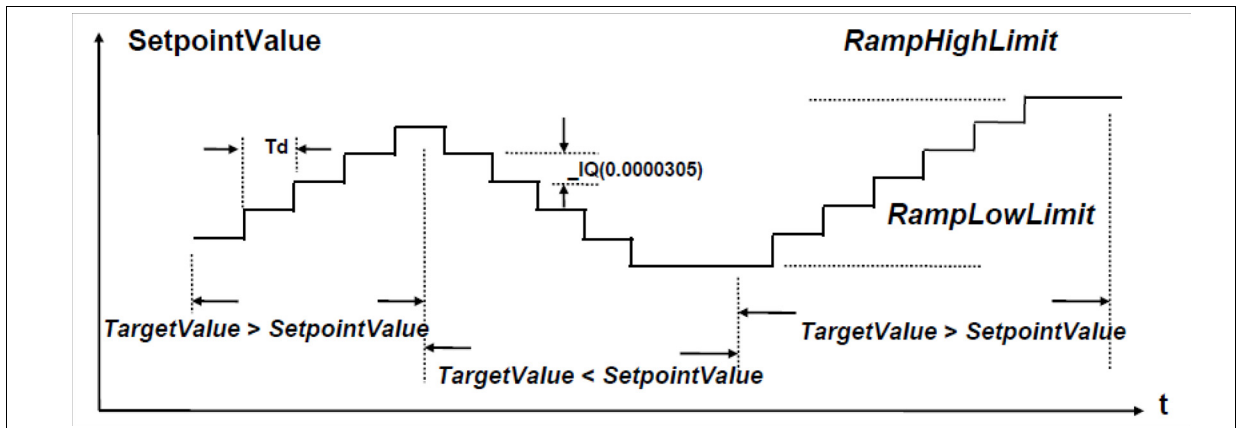 SetpointValue
RampHighLimit
Td
_IQ(0.0000305)
RampLowLimit
TargetValue > SetpointValue
TargetValue > SetpointValue
TargetValue < SetpointValue
t